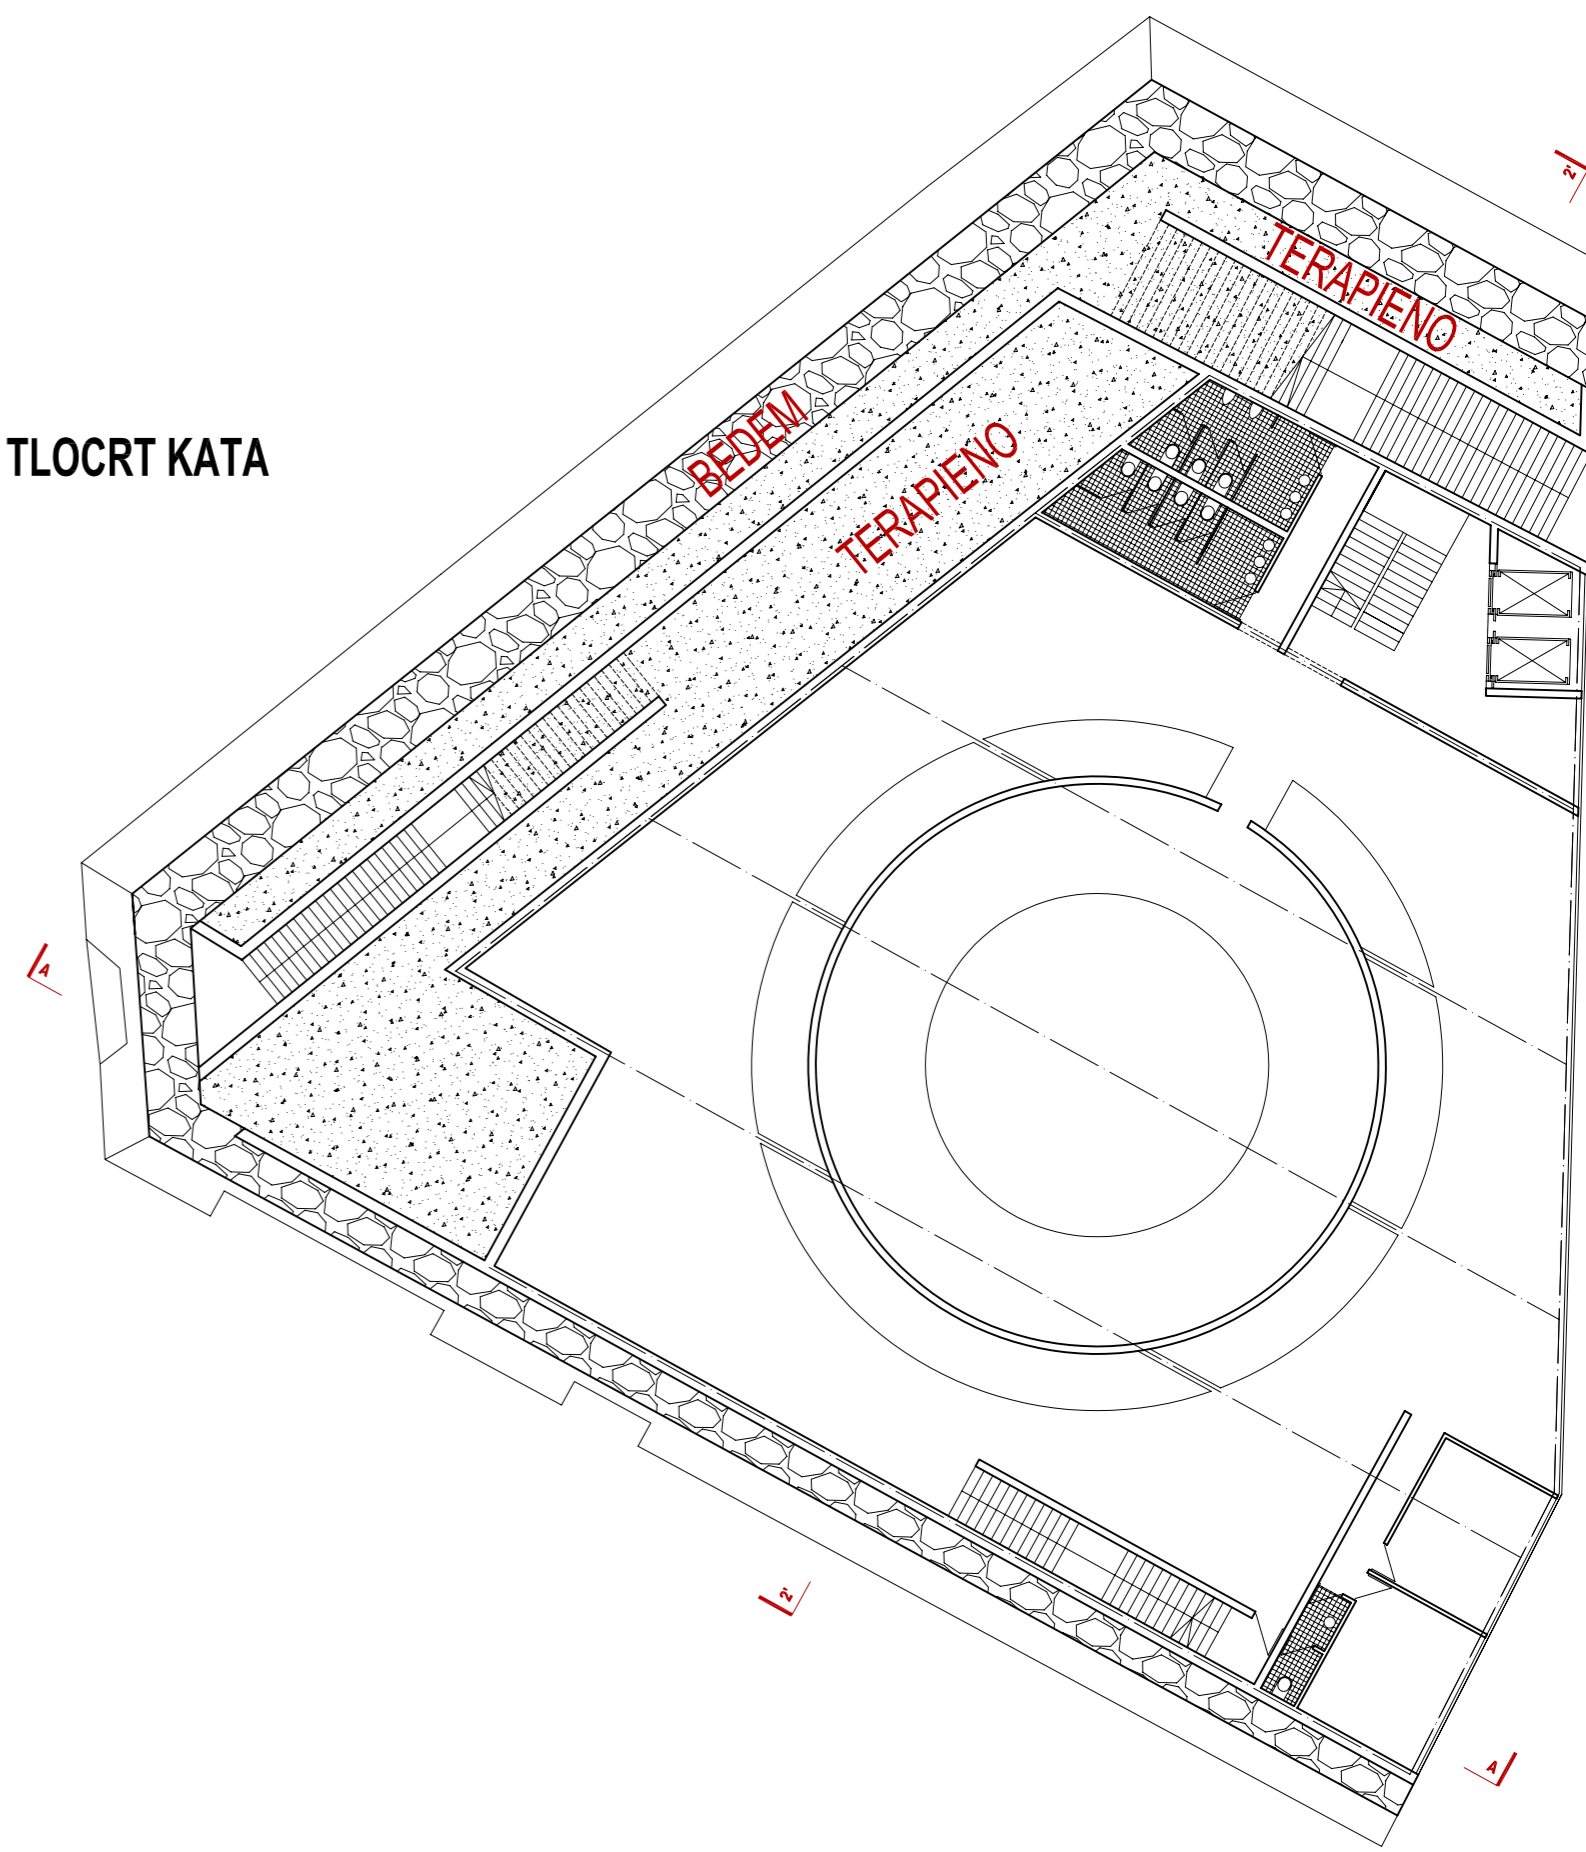 2'
TERAPIENO
BEDEM
TERAPIENO
TLOCRT KATA
A
2'
A